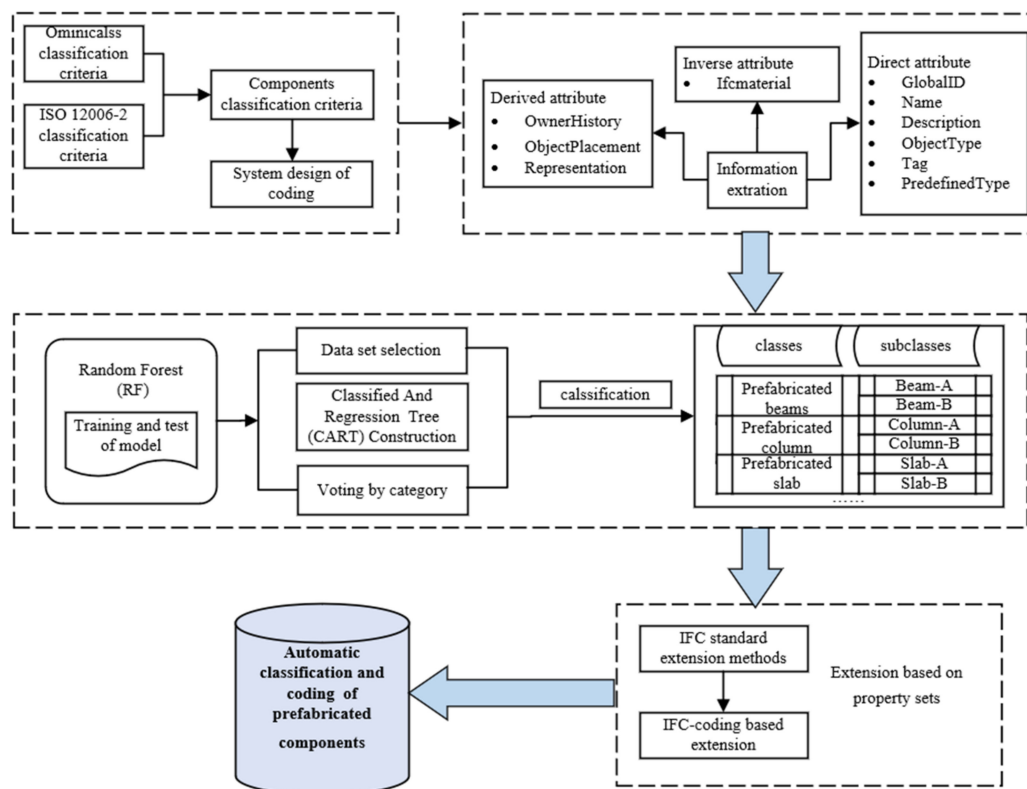 Ominicalss
classification
criteria
ISO 12006-2
classification
criteria
Components
classification criteria
System design of
coding
Derived attribute
• OwnerHistory
• ObjectPlacement
• Representation
Inverse attribute
• Ifcmaterial
Information
extration
Direct attribute
• GlobalID
• Name
• Description
• ObjectType
• Tag
• PredefinedType
Random Forest
(RF)
Training and test
of model
Data set selection
Classified And
Regression Tree
(CART) Construction
Voting by category
calssification
classes
subclasses
Prefabricated
beams
Beam-A
Beam-B
Prefabricated
column
Column-A
Column-B
Prefabricated
slab
Slab-A
Slab-B
......
IFC standard
extension methods
IFC-coding based
extension
Extension based on
property sets
Automatic
classification and
coding of
prefabricated
components